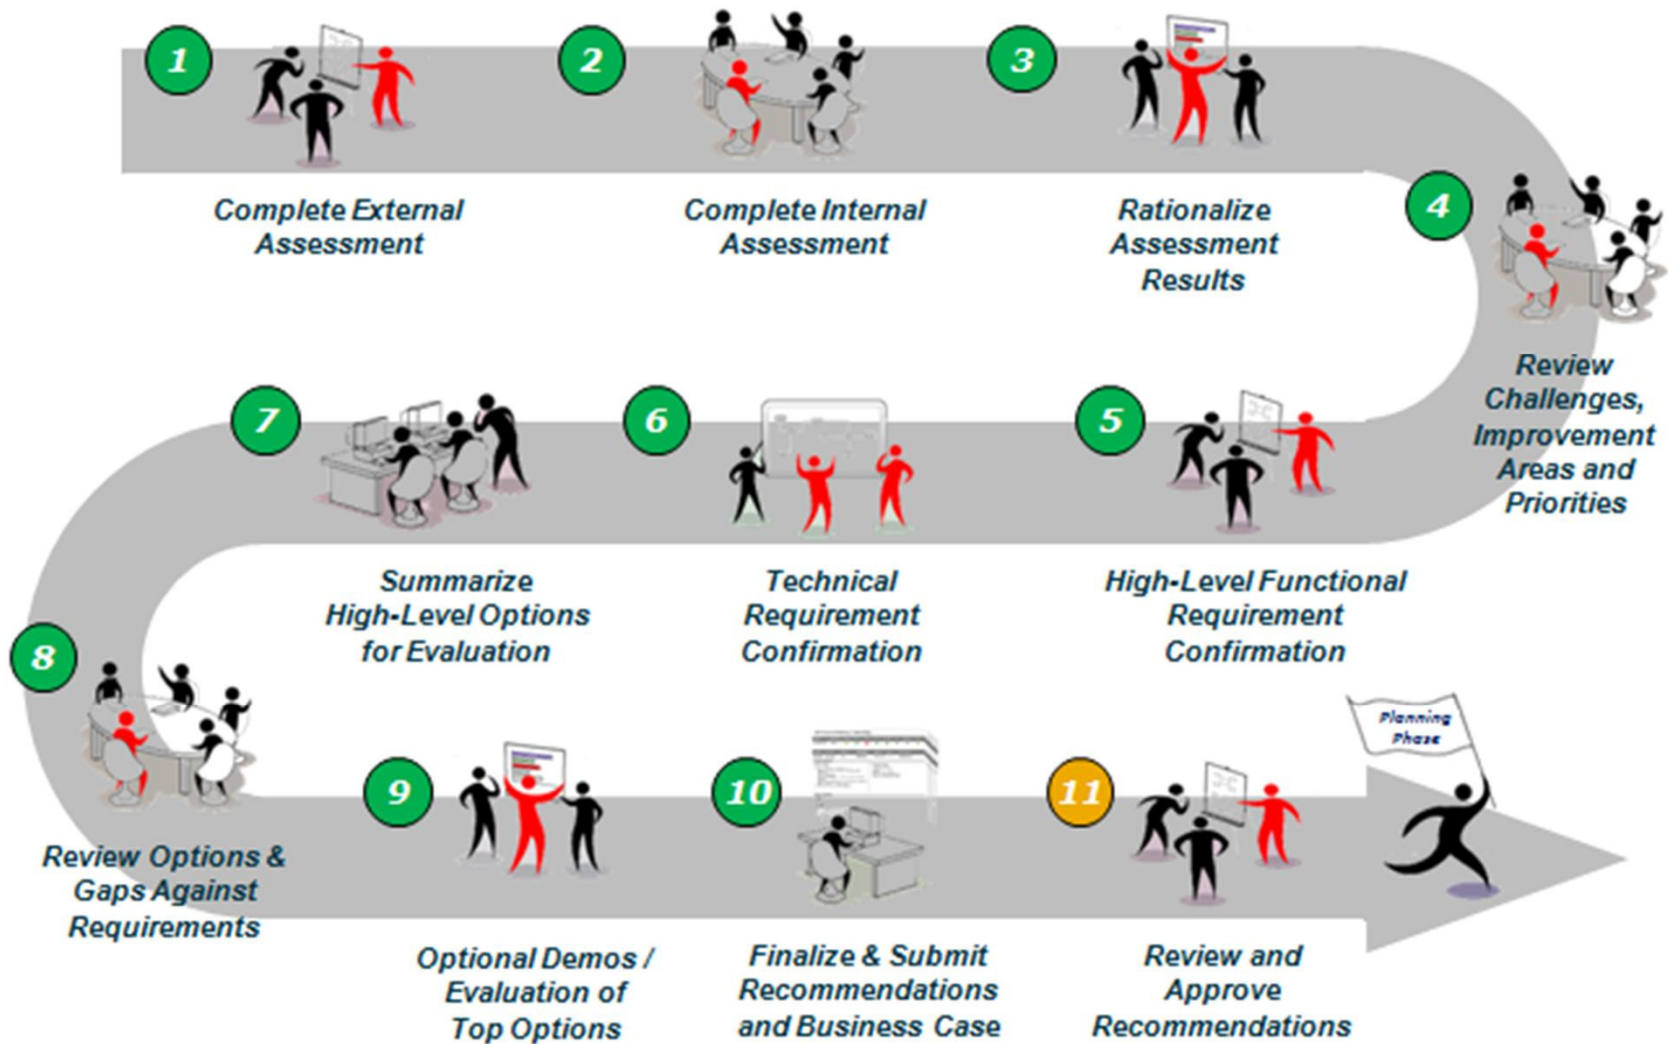 1
Complete External
Assessment
2
Complete Internal
Assessment
3
Rationalize
Assessment
Results
4
Review
Challenges,
Improvement
Areas and
Priorities
5
High-Level Functional
Requirement
Confirmation
6
Technical
Requirement
Confirmation
7
Summarize
High-Level Options
for Evaluation
8
Review Options &
Gaps Against
Requirements
9
Optional Demos /
Evaluation of
Top Options
10
Finalize & Submit
Recommendations
and Business Case
11
Review and
Approve
Recommendations
Planning
Phase